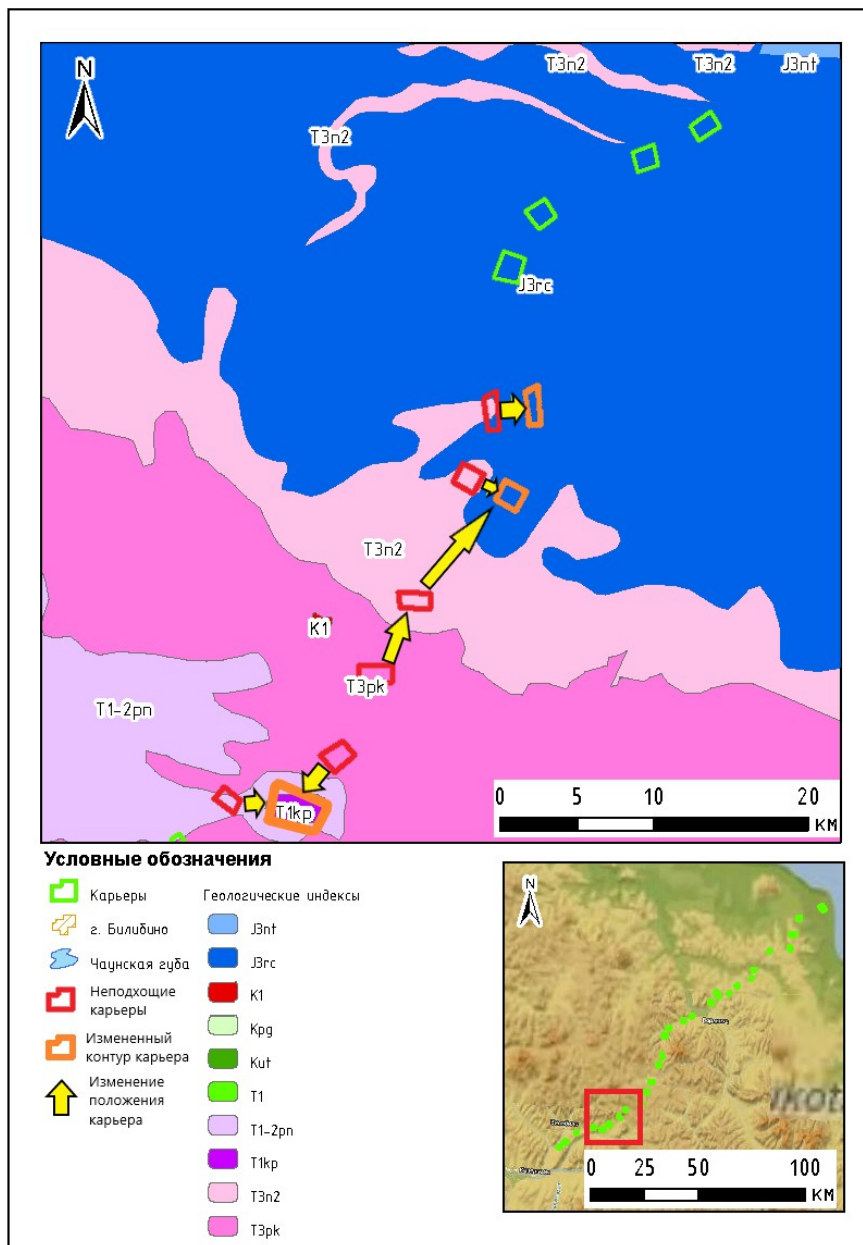 N
T3n2
T3n2
J3nt
T3n2
J3rc
T3n2
K1
T3pk
T1-2pn
T1kp
0 5 10 20
КМ
Условные обозначения
Карьеры
г. Билибино
Чаунская губа
Неподхощие
карьеры
Измененный
контур карьера
Изменение
положения
карьера
Геологические индексы
J3nt
J3rc
K1
Kpg
Kut
T1
T1-2pn
T1kp
T3n2
T3pk
N
0 25 50 100
КМ